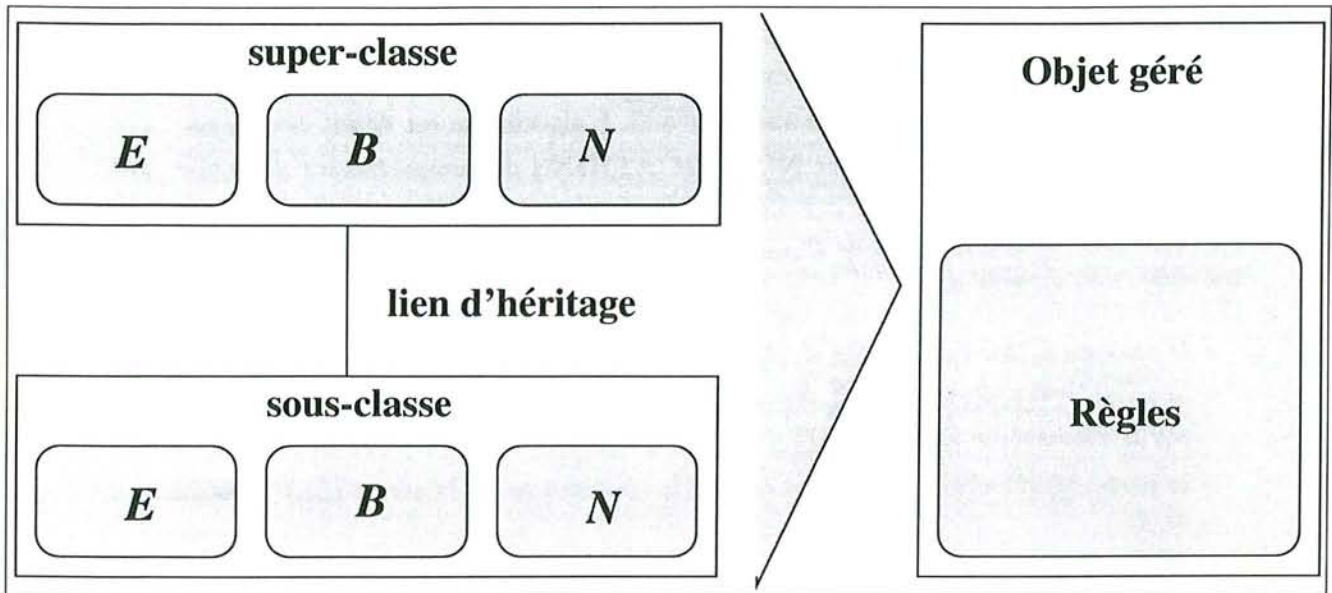 super-classe
E B N
lien d'héritage
sous-classe
E B N
Objet géré
Règles